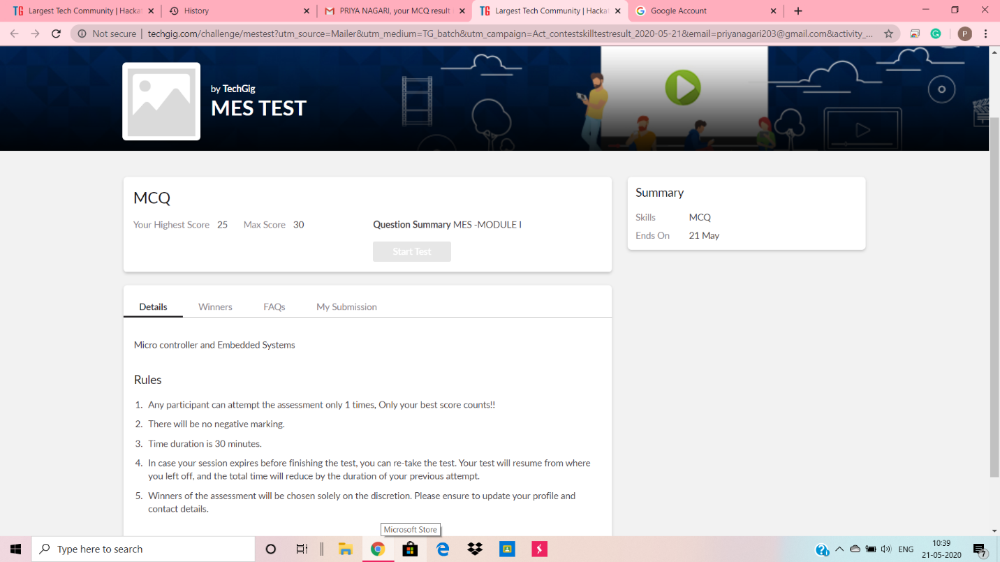 TG Largest Tech Community | Hacka
History
PRIYA NAGARI, your MCQ result
TG Largest Tech Community | Hacka
G Google Account
Not secure | techgig.com/challenge/mestest?utm_source=Mailer&utm_medium=TG_batch&utm_campaign=Act_contestskilltestresult_2020-05-21&email=priyanagari203@gmail.com&activity_...
P
by TechGig
MES TEST
MCQ
Your Highest Score 25 Max Score 30
Question Summary MES -MODULE I
Start Test
Summary
Skills MCQ
Ends On 21 May
Details Winners FAQs My Submission
Micro controller and Embedded Systems
Rules
1. Any participant can attempt the assessment only 1 times, Only your best score counts!!
2. There will be no negative marking.
3. Time duration is 30 minutes.
4. In case your session expires before finishing the test, you can re-take the test. Your test will resume from where
you left off, and the total time will reduce by the duration of your previous attempt.
5. Winners of the assessment will be chosen solely on the discretion. Please ensure to update your profile and
contact details.
Microsoft Store
Type here to search
ENG
10:39
21-05-2020
7